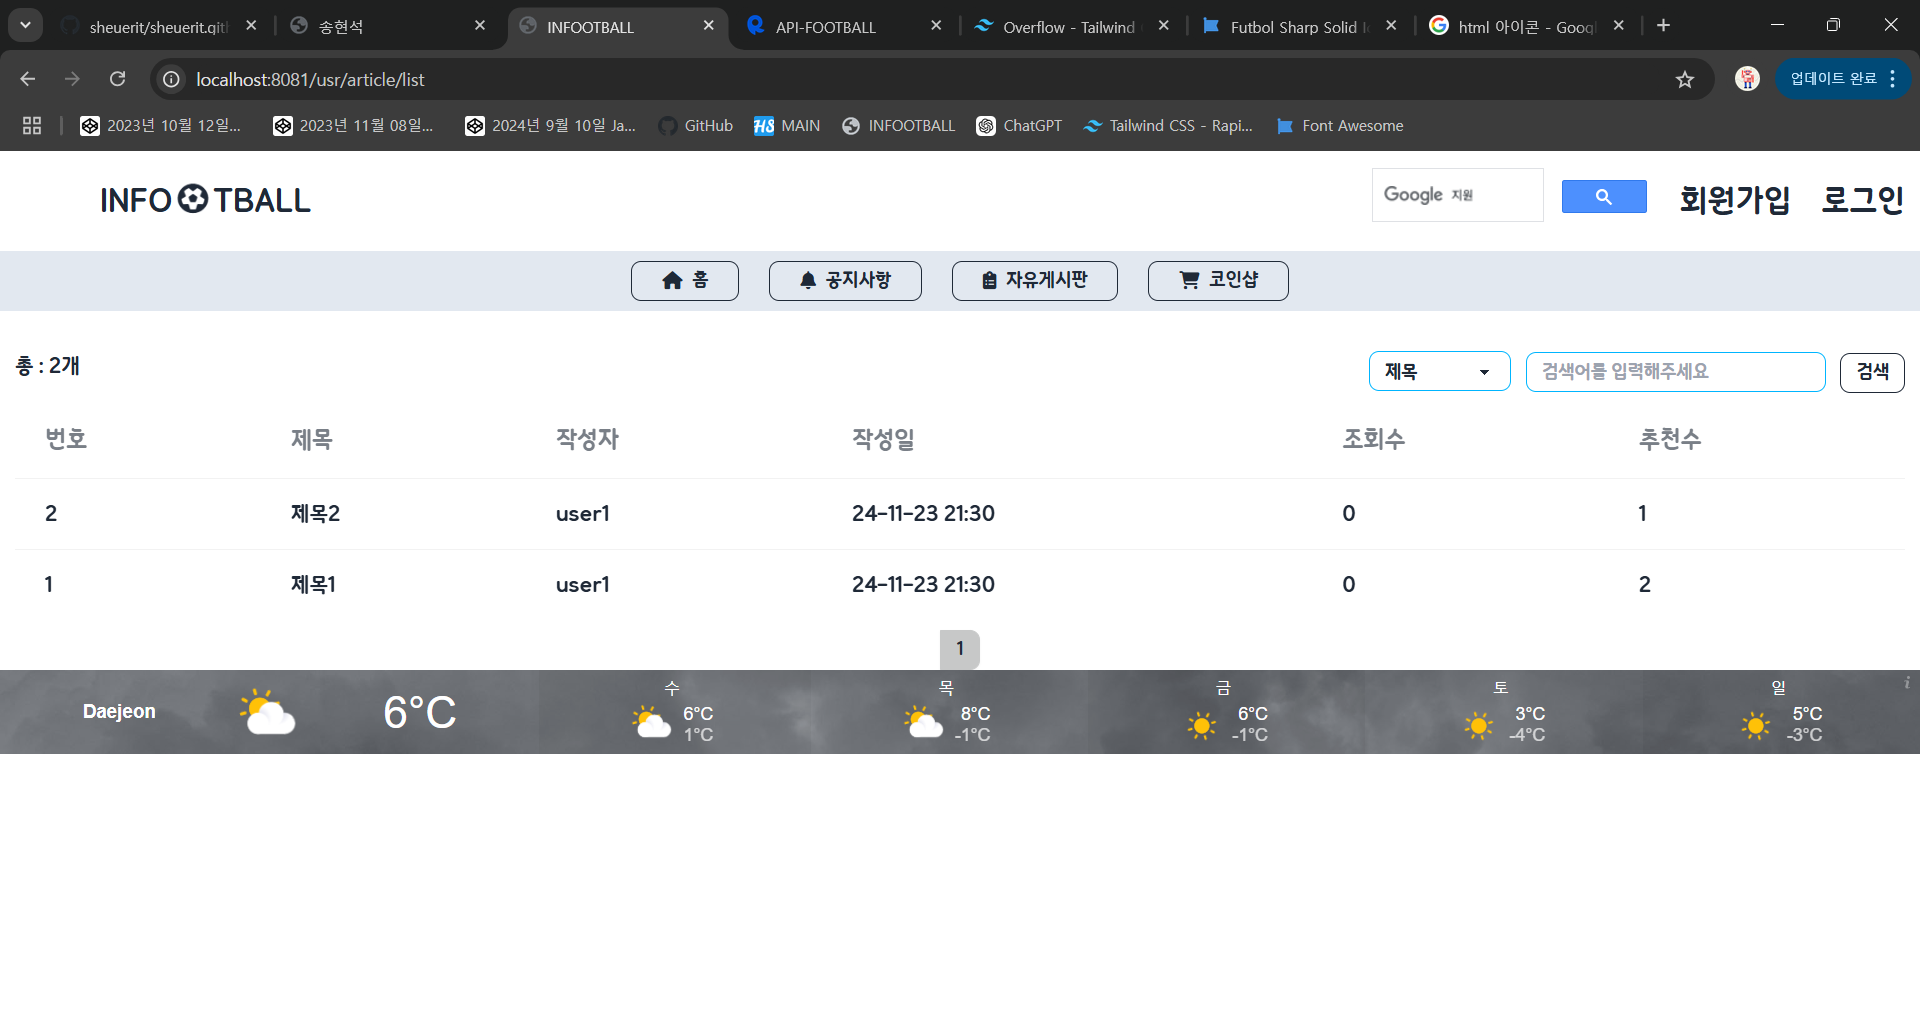 sheuerit/sheuerit.gith
송현석
INFOOTBALL
API-FOOTBALL
Overflow - Tailwind
Futbol Sharp Solid I
html 아이콘 - Goog
localhost:8081/usr/article/list
업데이트 완료
2023년 10월 12일...
2023년 11월 08일...
2024년 9월 10일 Ja...
GitHub
HS MAIN
INFOOTBALL
ChatGPT
Tailwind CSS - Rapi...
Font Awesome
INFO TBALL
Google 지원
회원가입
로그인
홈
공지사항
자유게시판
코인샵
총 : 2개
제목
검색어를 입력해주세요
검색
번호 제목 작성자 작성일 조회수 추천수
2 제목2 user1 24-11-23 21:30 0 1
1 제목1 user1 24-11-23 21:30 0 2
1
Daejeon
6°C
수
6°C
1°C
목
8°C
-1°C
금
6°C
-1°C
토
3°C
-4°C
일
5°C
-3°C
i